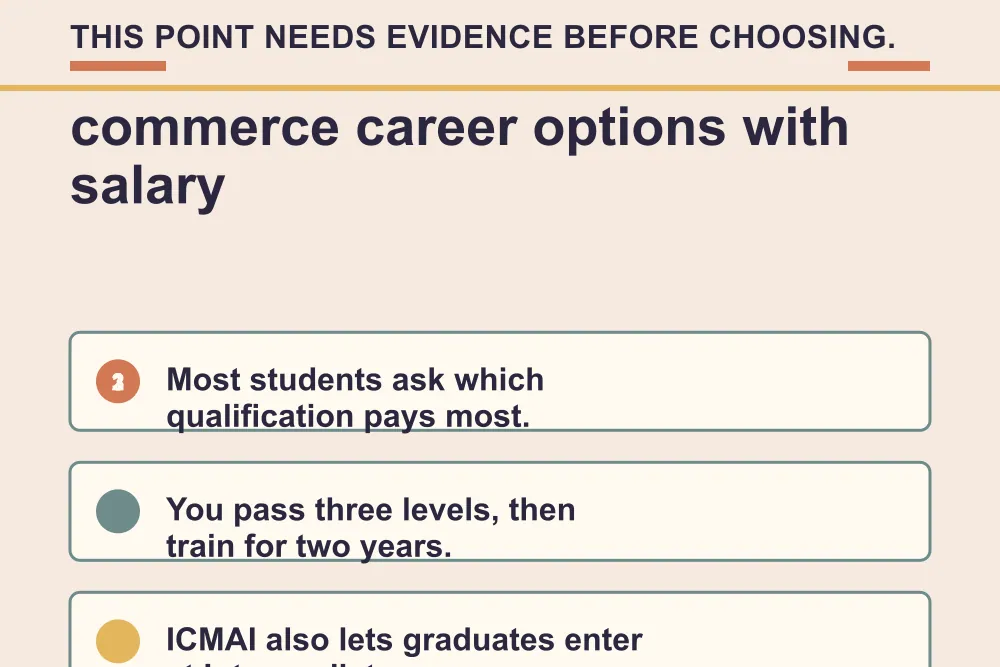 THIS POINT NEEDS EVIDENCE BEFORE CHOOSING.
commerce career options with
salary
Most students ask which
qualification pays most.
You pass three levels, then
train for two years.
ICMAI also lets graduates enter